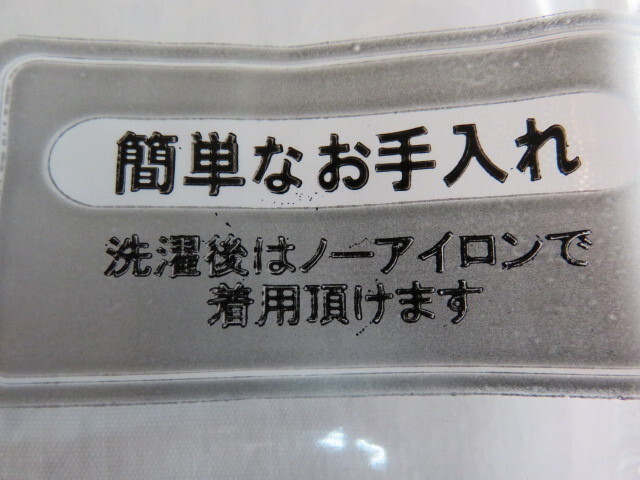 簡単なお手入れ
洗濯後はノーアイロンで
着用頂けます